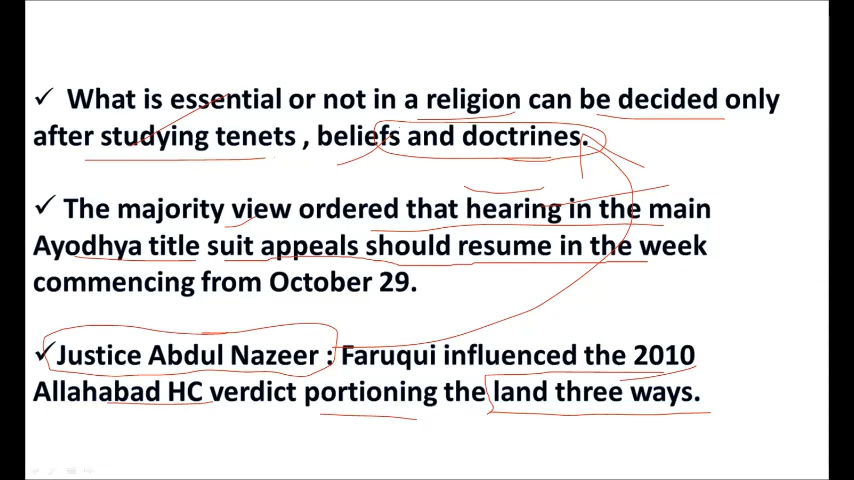 ✓ What is essential or not in a religion can be decided only
after studying tenets , beliefs and doctrines.
✓ The majority view ordered that hearing in the main
Ayodhya title suit appeals should resume in the week
commencing from October 29.
✓ Justice Abdul Nazeer : Faruqui influenced the 2010
Allahabad HC verdict portioning the land three ways.